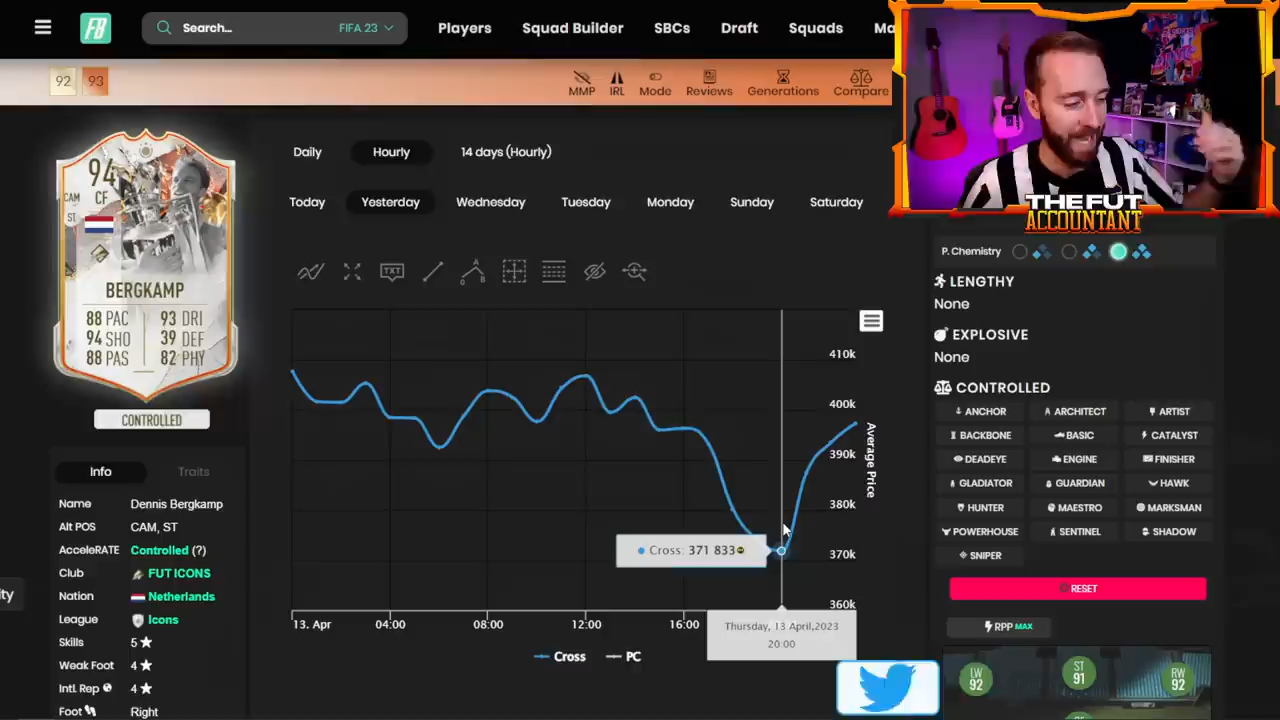 FB
Search...
FIFA 23
Players
Squad Builder
SBCs
Draft
Squads
Ma
92
93
MMP
IRL
Mode
Reviews
Generations
Compare
THE FUT
ACCOUNTANT
94
CF
CAM
ST
BERGKAMP
88 PAC
93 DRI
94 SHO
39 DEF
88 PAS
82 PHY
CONTROLLED
Info
Traits
Name
Dennis Bergkamp
Alt POS
CAM, ST
AcceleRATE
Controlled (?)
Club
FUT ICONS
Nation
Netherlands
League
Icons
Skills
5
Weak Foot
4
Intl. Rep
4
Foot
Right
ty
Daily
Hourly
14 days (Hourly)
Today
Yesterday
Wednesday
Tuesday
Monday
Sunday
Saturday
TXT
A
B
410k
400k
390k
380k
370k
360k
Average Price
Cross: 371 833
13. Apr
04:00
08:00
12:00
16:00
Thursday, 13 April,2023
20:00
Cross
PC
P. Chemistry
LENGTHY
None
EXPLOSIVE
None
CONTROLLED
ANCHOR
ARCHITECT
ARTIST
BACKBONE
BASIC
CATALYST
DEADEYE
ENGINE
FINISHER
GLADIATOR
GUARDIAN
HAWK
HUNTER
MAESTRO
MARKSMAN
POWERHOUSE
SENTINEL
SHADOW
SNIPER
RESET
RPP MAX
LW
92
ST
91
RW
92